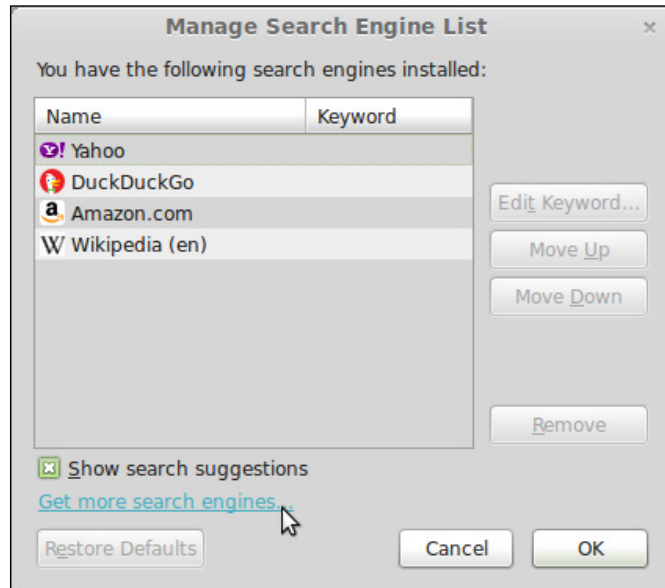 Manage Search Engine List
You have the following search engines installed:
Name Keyword
Yahoo
DuckDuckGo
Amazon.com
Wikipedia (en)
Edit Keyword...
Move Up
Move Down
Remove
Show search suggestions
Get more search engines...
Restore Defaults Cancel OK